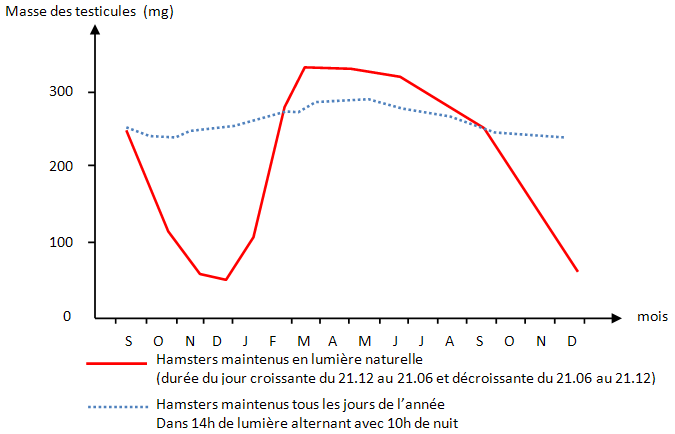 Masse des testicules (mg)
300
200
100
0
mois
S O N D J F M A M J J A S O N D
Hamsters maintenus en lumière naturelle
(durée du jour croissante du 21.12 au 21.06 et décroissante du 21.06 au 21.12)
Hamsters maintenus tous les jours de l’année
Dans 14h de lumière alternant avec 10h de nuit